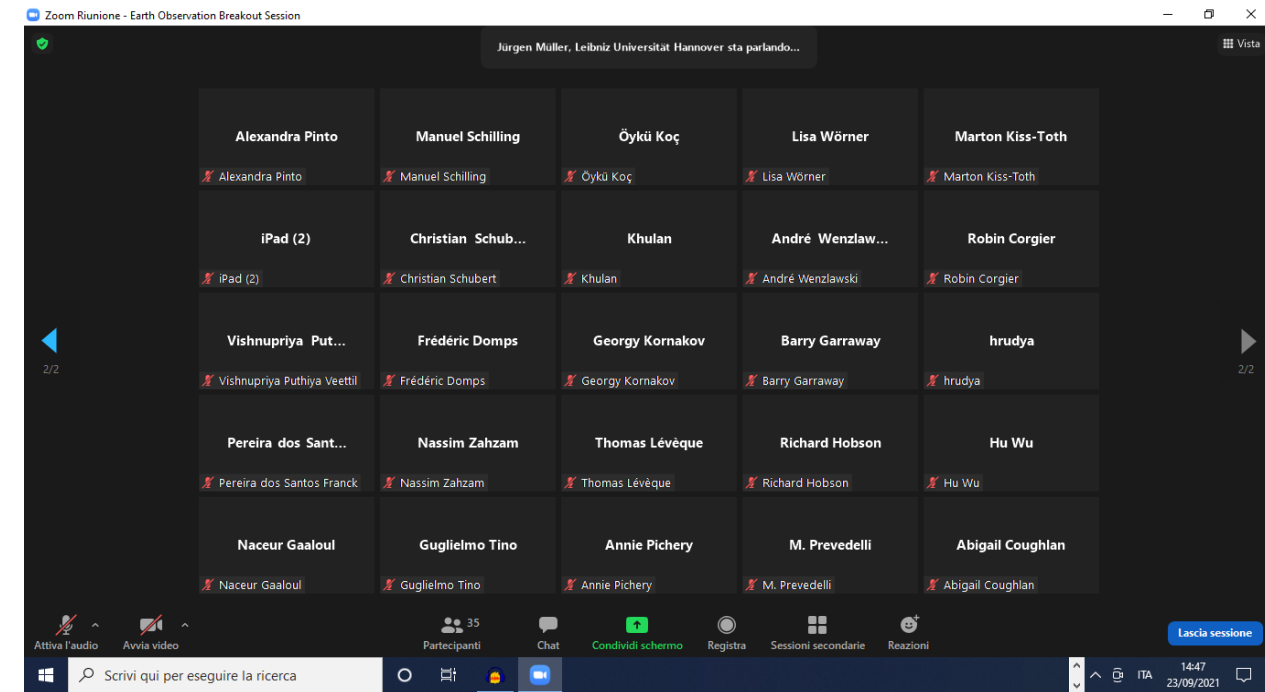 Zoom Riunione - Earth Observation Breakout Session
Jürgen Müller, Leibniz Universität Hannover sta parlando...
Vista
Alexandra Pinto
Manuel Schilling
Öykü Koç
Lisa Wörner
Marton Kiss-Toth
Alexandra Pinto
Manuel Schilling
Öykü Koç
Lisa Wörner
Marton Kiss-Toth
iPad (2)
Christian Schub...
Khulan
André Wenzlaw...
Robin Corgier
iPad (2)
Christian Schubert
Khulan
André Wenzlawski
Robin Corgier
Vishnupriya Put...
Frédéric Domps
Georgy Kornakov
Barry Garraway
hrudya
2/2
2/2
Vishnupriya Puthiya Veettil
Frédéric Domps
Georgy Kornakov
Barry Garraway
hrudya
Pereira dos Sant...
Nassim Zahzam
Thomas Lévèque
Richard Hobson
Hu Wu
Pereira dos Santos Franck
Nassim Zahzam
Thomas Lévèque
Richard Hobson
Hu Wu
Naceur Gaaloul
Guglielmo Tino
Annie Pichery
M. Prevedelli
Abigail Coughlan
Naceur Gaaloul
Guglielmo Tino
Annie Pichery
M. Prevedelli
Abigail Coughlan
35
Attiva l'audio
Avvia video
Partecipanti
Chat
Condividi schermo
Registra
Sessioni secondarie
Reazioni
Lascia sessione
Scrivi qui per eseguire la ricerca
ITA
14:47
23/09/2021